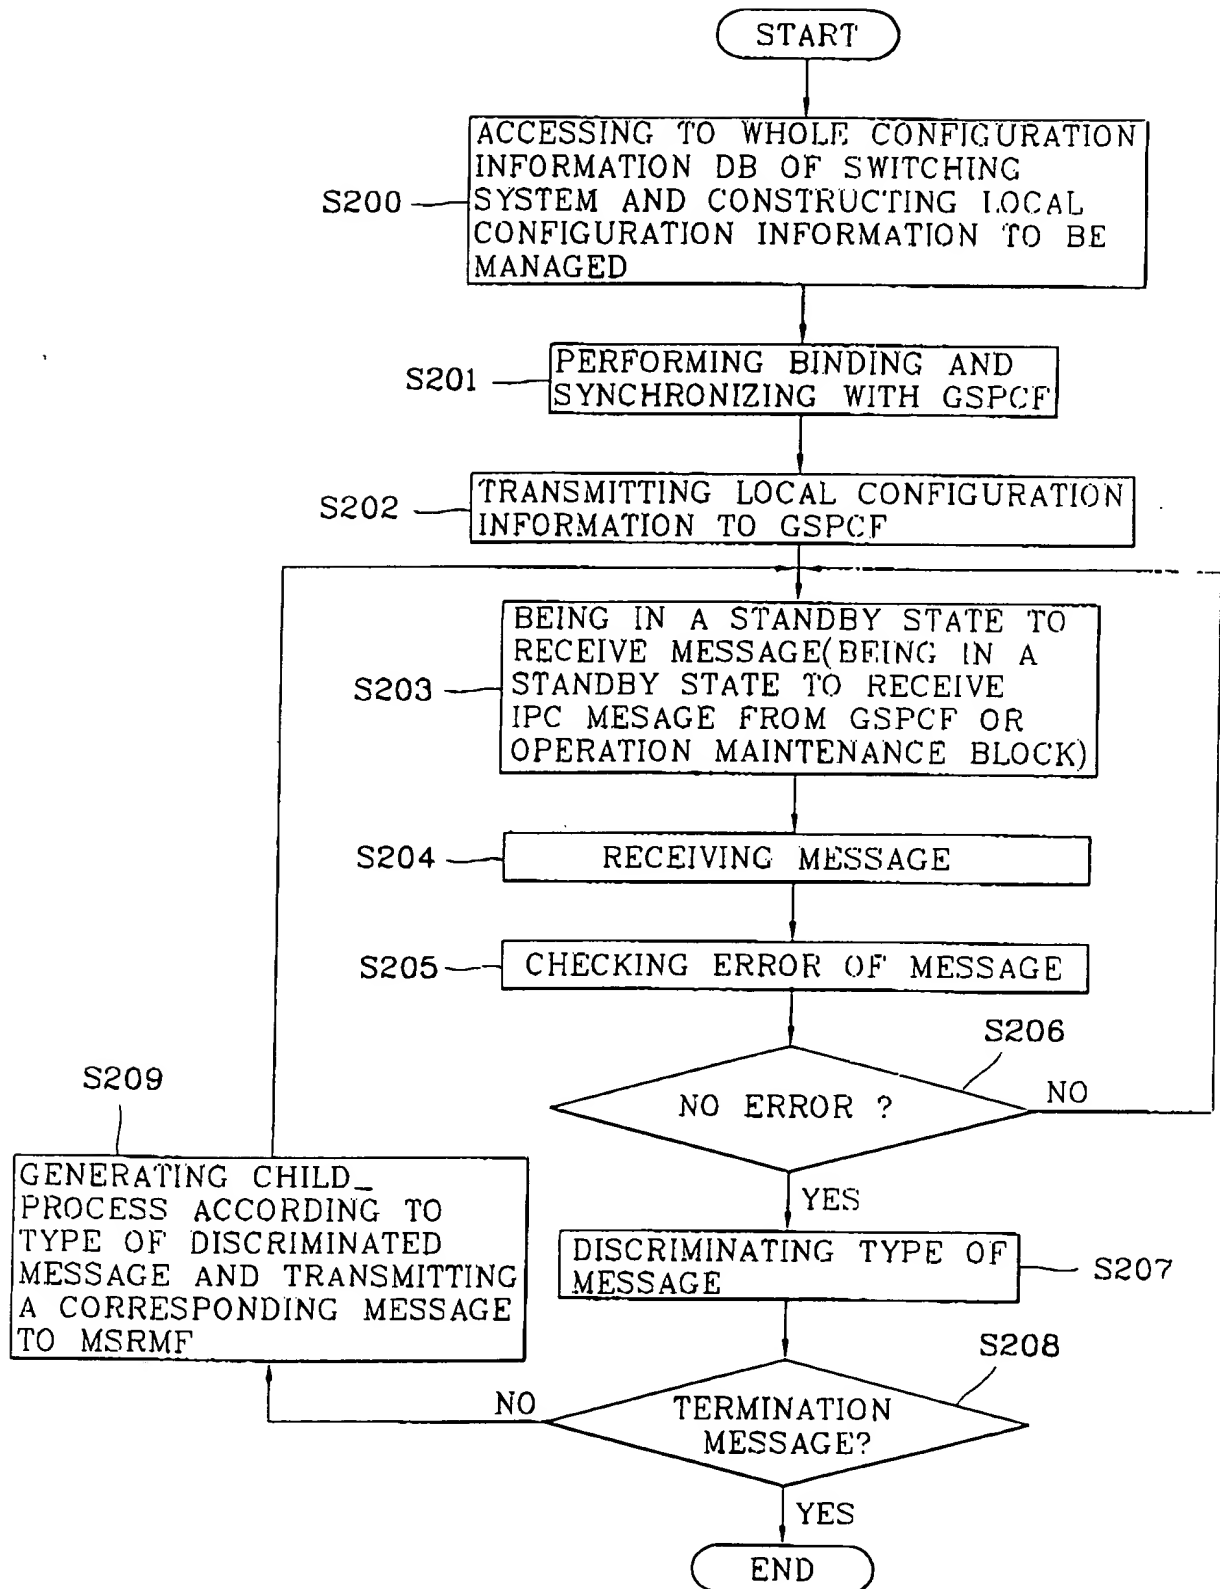 START
ACCESSING TO WHOLE CONFIGURATION
INFORMATION DB OF SWITCHING
SYSTEM AND CONSTRUCTING LOCAL
CONFIGURATION INFORMATION TO BE
MANAGED
S200
PERFORMING BINDING AND
SYNCHRONIZING WITH GSPCF
S201
TRANSMITTING LOCAL CONFIGURATION
INFORMATION TO GSPCF
S202
BEING IN A STANDBY STATE TO
RECEIVE MESSAGE(BEING IN A
STANDBY STATE TO RECEIVE
IPC MESAGE FROM GSPCF OR
OPERATION MAINTENANCE BLOCK)
S203
S204
RECEIVING MESSAGE
S205
CHECKING ERROR OF MESSAGE
S206
NO ERROR ?
NO
YES
DISCRIMINATING TYPE OF
MESSAGE
S207
S208
TERMINATION
MESSAGE?
NO
S209
GENERATING CHILD_
PROCESS ACCORDING TO
TYPE OF DISCRIMINATED
MESSAGE AND TRANSMITTING
A CORRESPONDING MESSAGE
TO MSRMF
YES
END